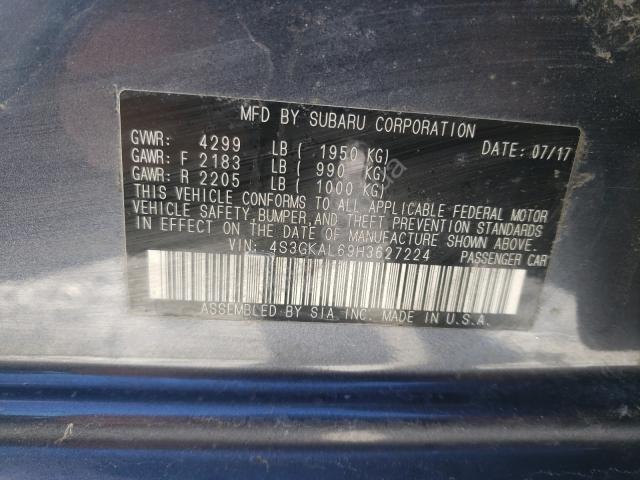 MFD BY SUBARU CORPORATION
GVWR: 4299 LB ( 1950 KG) DATE: 07/17
GAWR: F 2183 LB ( 990 KG)
GAWR: R 2205 LB ( 1000 KG)
THIS VEHICLE CONFORMS TO ALL APPLICABLE FEDERAL MOTOR
VEHICLE SAFETY, BUMPER, AND THEFT PREVENTION STANDARDS
IN EFFECT ON THE DATE OF MANUFACTURE SHOWN ABOVE.
VIN: 4S3GKAL69H3627224 PASSENGER CAR
ASSEMBLED BY SIA INC. MADE IN U.S.A.